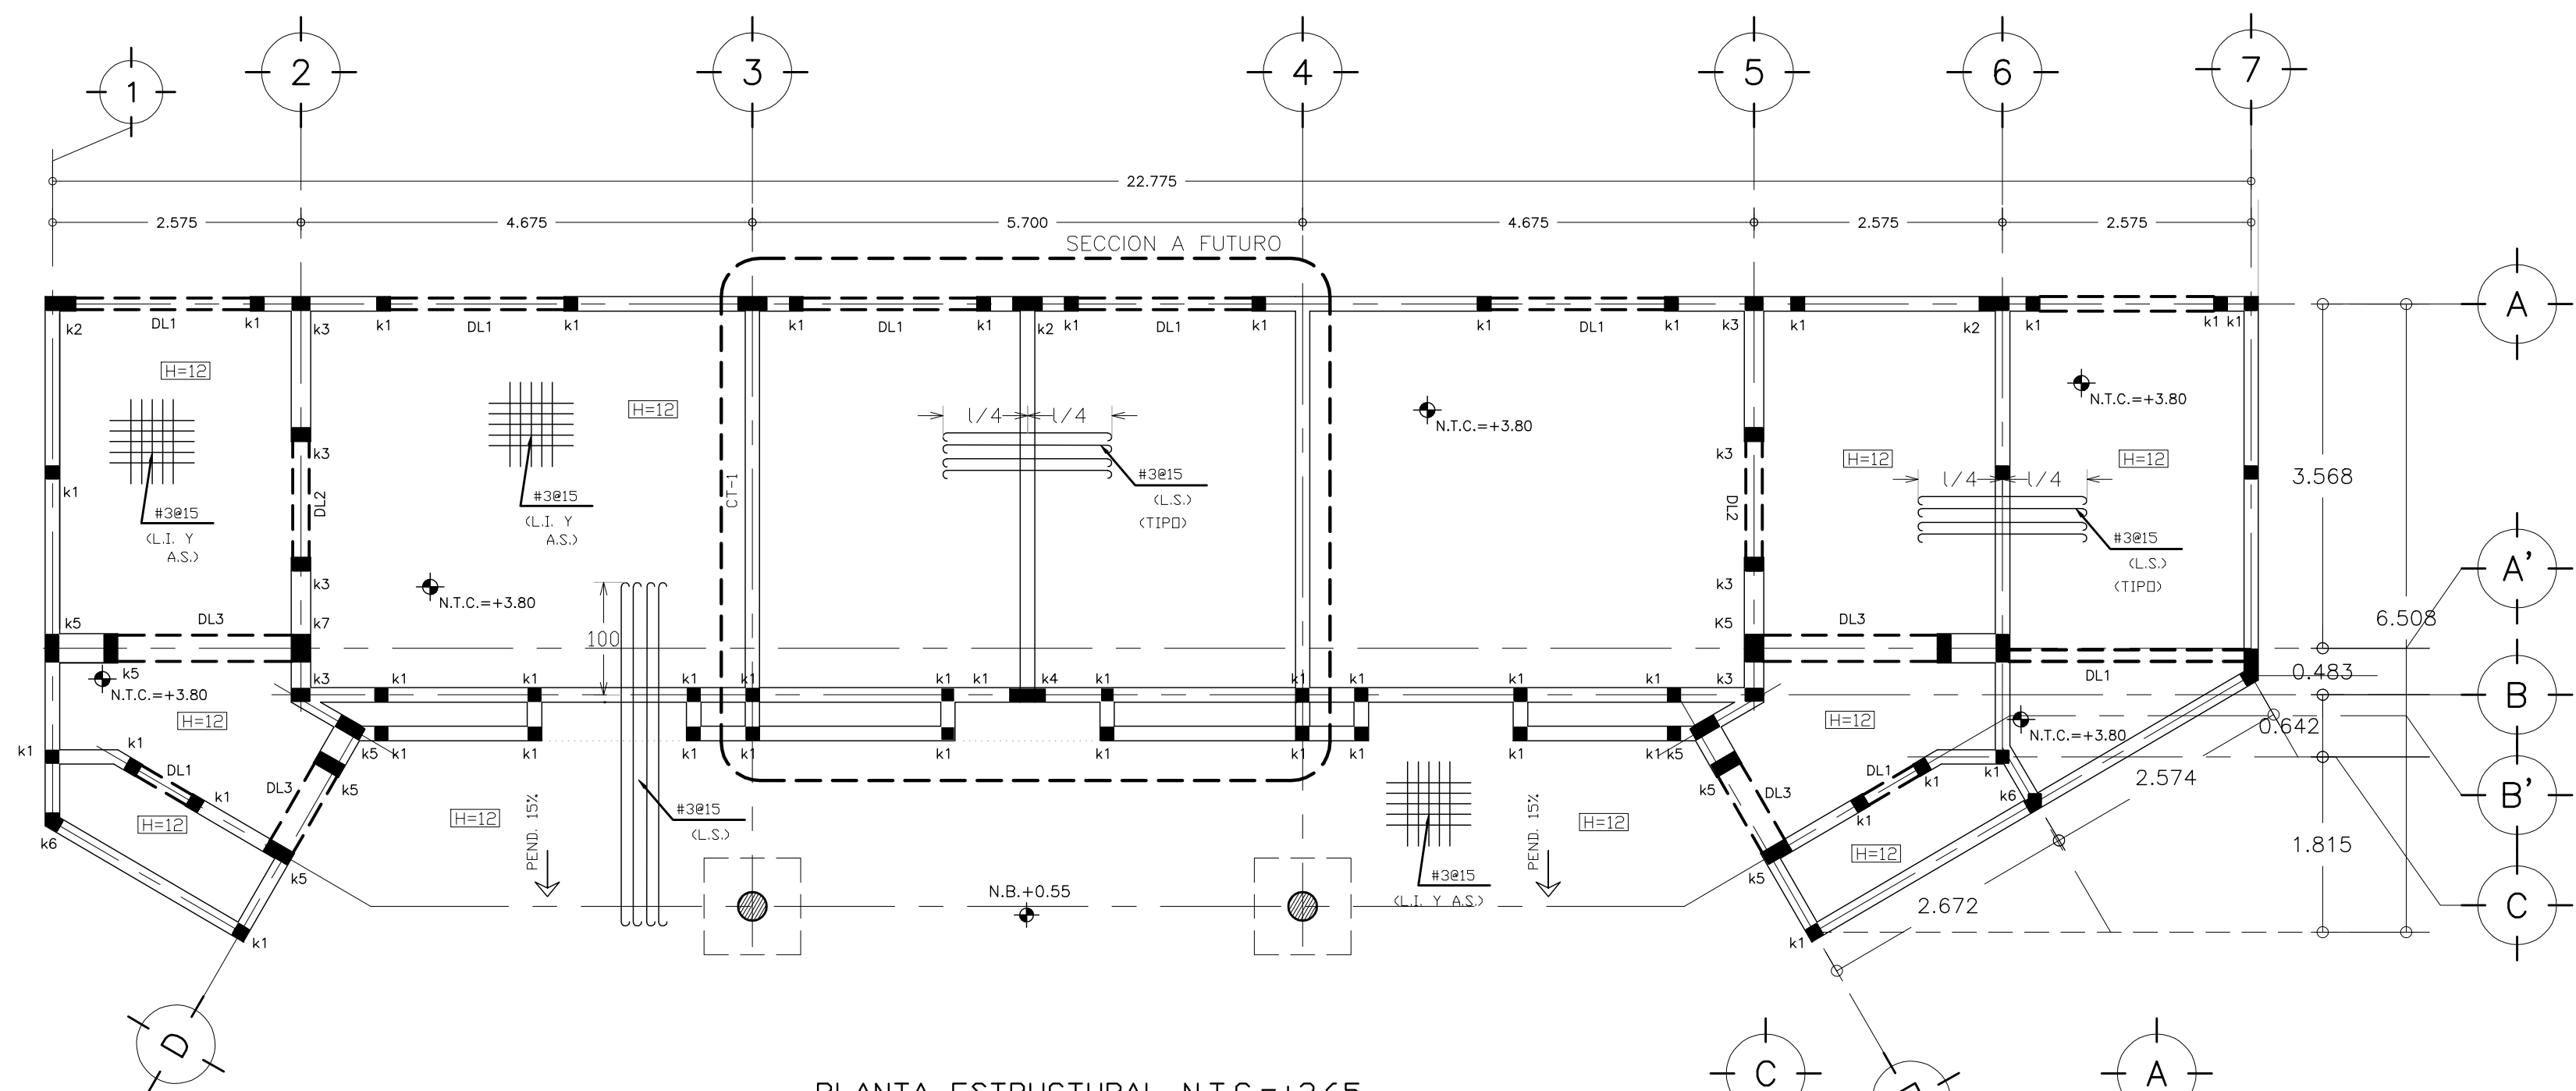 1
2
3
4
5
6
7
22.775
2.575
4.675
5.700
4.675
2.575
2.575
SECCION A FUTURO
A
k2
DL1
k1
k3
k1
DL1
k1
k1
DL1
k1
k2
k1
DL1
k1
k1
DL1
k1
k3
k1
k2
k1
k1
k1
H=12
H=12
N.T.C.=+3.80
N.T.C.=+3.80
l/4
l/4
k3
k3
H=12
H=12
l/4
l/4
3.568
k1
#3@15
(L.I. Y
A.S.)
DL2
#3@15
(L.I. Y
A.S.)
CT-1
#3@15
(L.S.)
(TIPO)
DL2
#3@15
(L.S.)
(TIPO)
A'
k3
k3
N.T.C.=+3.80
k5
DL3
k7
100
K5
DL3
6.508
k5
k3
k1
k1
k1
k1
k1
k1
k4
k1
k1
k1
k1
k1
k3
DL1
0.483
N.T.C.=+3.80
B
H=12
H=12
0.642
N.T.C.=+3.80
k1
k1
k5
k1
k1
k1
k1
k1
k1
k1
k1
k1
k1
k5
k1
DL1
DL3
k5
k5
DL3
DL1
k1
2.574
k1
k6
B'
H=12
H=12
PEND. 15%
#3@15
(L.S.)
PEND. 15%
H=12
k1
H=12
k6
1.815
k5
N.B.+0.55
#3@15
(L.I. Y A.S.)
k5
2.672
C
k1
k1
D
C
A
PLANTA ESTRUCTURAL